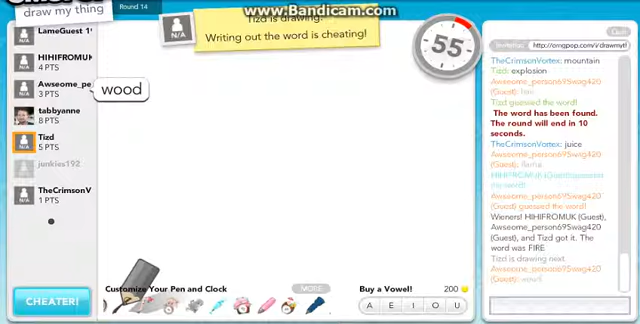 www.Bandicam.com
draw my thing
Round 14
Tizd is drawing.
Writing out the word is cheating!
55
Quit
http://omgpop.com/i/drawmyt
LameGuest 1
HIHIFROMUK
4 PTS
Awseome_pe
3 PTS
wood
tabbyanne
8 PTS
Tizd
5 PTS
junkies192
TheCrimsonV
1 PTS
N/A
CHEATER!
Customize Your Pen and Clock
MORE
Buy a Vowel!
200
A E I O U
TheCrimsonVortex: mountain
Tizd: explosion
Awseome_person69Swag420
(Guest):
Tizd guessed the word!
The word has been found.
The round will end in 10
seconds.
TheCrimsonVortex: juice
Awseome_person69Swag420
(Guest): llama
Awseome_person69Swag420
(Guest) guessed the word!
Wieners! HIHIFROMUK (Guest),
Awseome_person69Swag420
(Guest), and Tizd got it. The
word was FIRE
Tizd is drawing next.
Awseome_person69Swag420
(Guest): wood